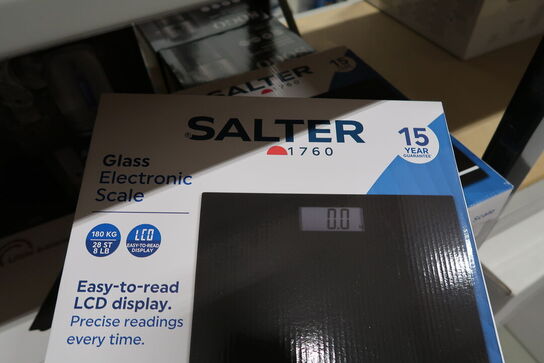 SALTER
SALTER
1760
15
YEAR
GUARANTEE
Glass
Electronic
Scale
180 KG
28 ST
8 LB
LCD
EASY-TO-READ
DISPLAY
0.0
Easy-to-read
LCD display.
Precise readings
every time.
Scale